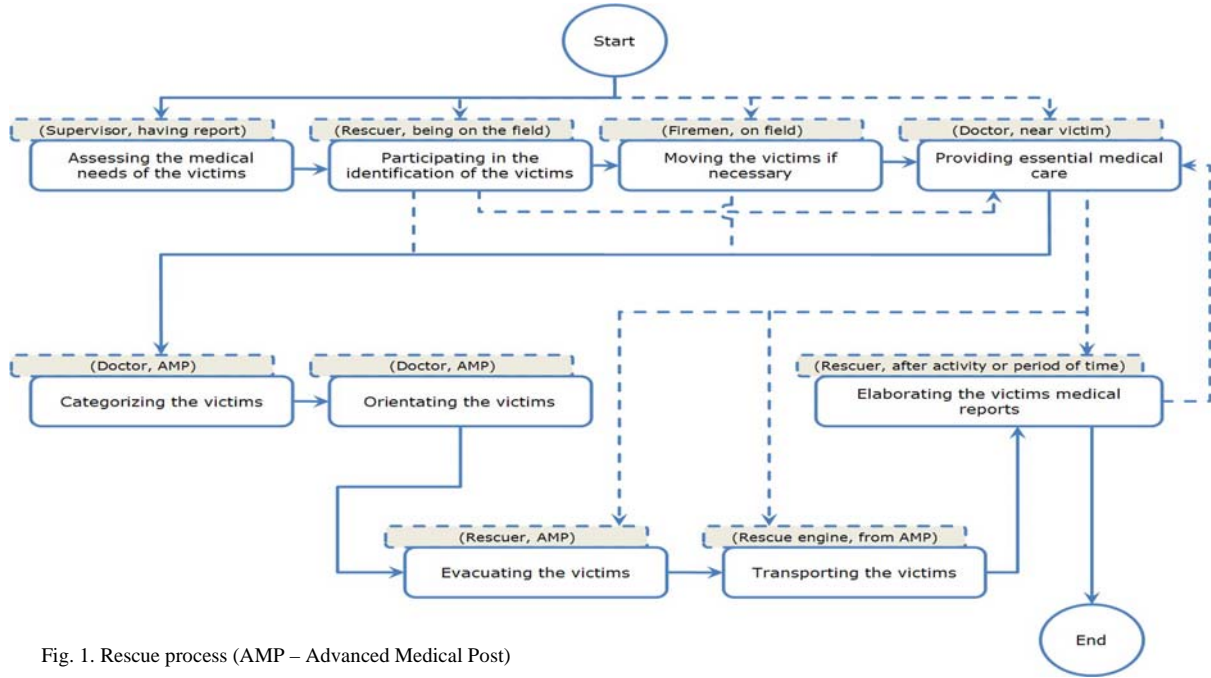 Start
(Supervisor, having report)
Assessing the medical
needs of the victims
(Rescuer, being on the field)
Participating in the
identification of the victims
(Firemen, on field)
Moving the victims if
necessary
(Doctor, near victim)
Providing essential medical
care
(Doctor, AMP)
Categorizing the victims
(Doctor, AMP)
Orientating the victims
(Rescuer, after activity or period of time)
Elaborating the victims medical
reports
(Rescuer, AMP)
Evacuating the victims
(Rescue engine, from AMP)
Transporting the victims
End
Fig. 1. Rescue process (AMP – Advanced Medical Post)